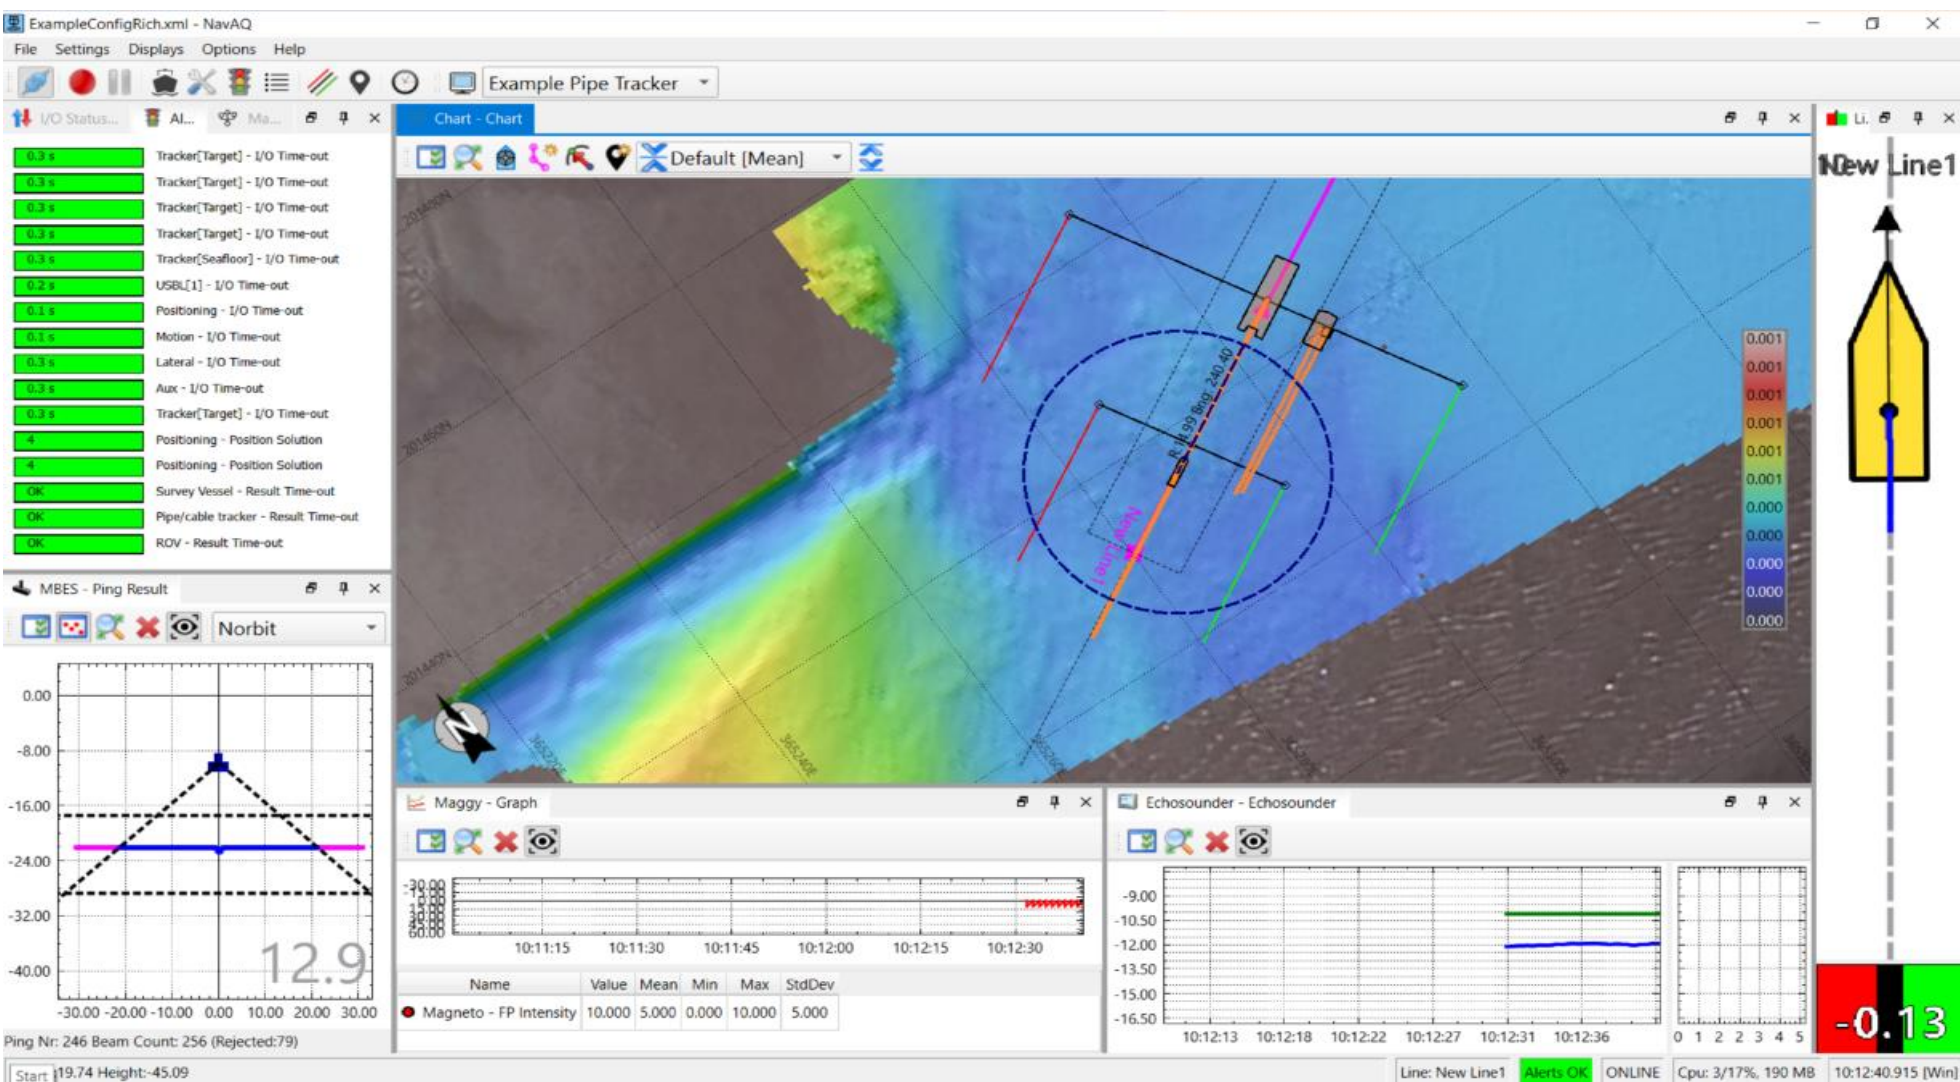 ExampleConfigRich.xml - NavAQ
File Settings Displays Options Help
Example Pipe Tracker
I/O Status...
Al...
Ma...
0.3 s Tracker[Target] - I/O Time-out
0.3 s Tracker[Target] - I/O Time-out
0.3 s Tracker[Target] - I/O Time-out
0.3 s Tracker[Target] - I/O Time-out
0.3 s Tracker[Seafloor] - I/O Time-out
0.2 s USBL[1] - I/O Time-out
0.1 s Positioning - I/O Time-out
0.1 s Motion - I/O Time-out
0.3 s Lateral - I/O Time-out
0.3 s Aux - I/O Time-out
0.3 s Tracker[Target] - I/O Time-out
4 Positioning - Position Solution
4 Positioning - Position Solution
OK Survey Vessel - Result Time-out
OK Pipe/cable tracker - Result Time-out
OK ROV - Result Time-out
MBES - Ping Result
Norbit
0.00
-8.00
-16.00
-24.00
-32.00
-40.00
12.9
-30.00 -20.00 -10.00 0.00 10.00 20.00 30.00
Ping Nr: 246 Beam Count: 256 (Rejected:79)
Chart - Chart
Default [Mean]
201460N
201440N
365220E
365240E
365260E
New Line1
N
0.001
0.001
0.001
0.001
0.001
0.001
0.000
0.000
0.000
0.000
0.000
Maggy - Graph
10:11:15 10:11:30 10:11:45 10:12:00 10:12:15 10:12:30
Name Value Mean Min Max StdDev
Magneto - FP Intensity 10.000 5.000 0.000 10.000 5.000
Echosounder - Echosounder
-9.00
-10.50
-12.00
-13.50
-15.00
-16.50
10:12:13 10:12:18 10:12:22 10:12:27 10:12:31 10:12:36
0 1 2 2 3 4 5
Li.
New Line1
-0.13
Start 19.74 Height:-45.09
Line: New Line1
Alerts OK
ONLINE
Cpu: 3/17%, 190 MB
10:12:40.915 [Win]